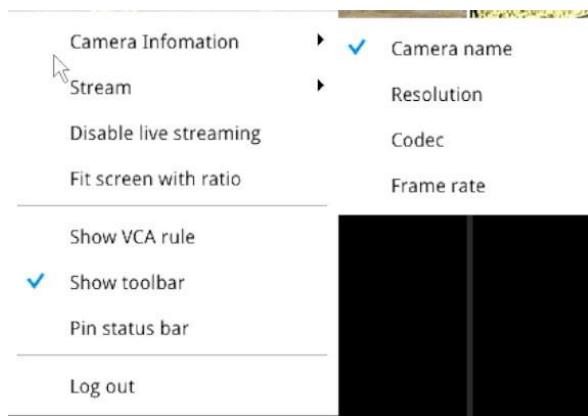 Camera Infomation
Stream
Disable live streaming
Fit screen with ratio
Show VCA rule
Show toolbar
Pin status bar
Log out
Camera name
Resolution
Codec
Frame rate